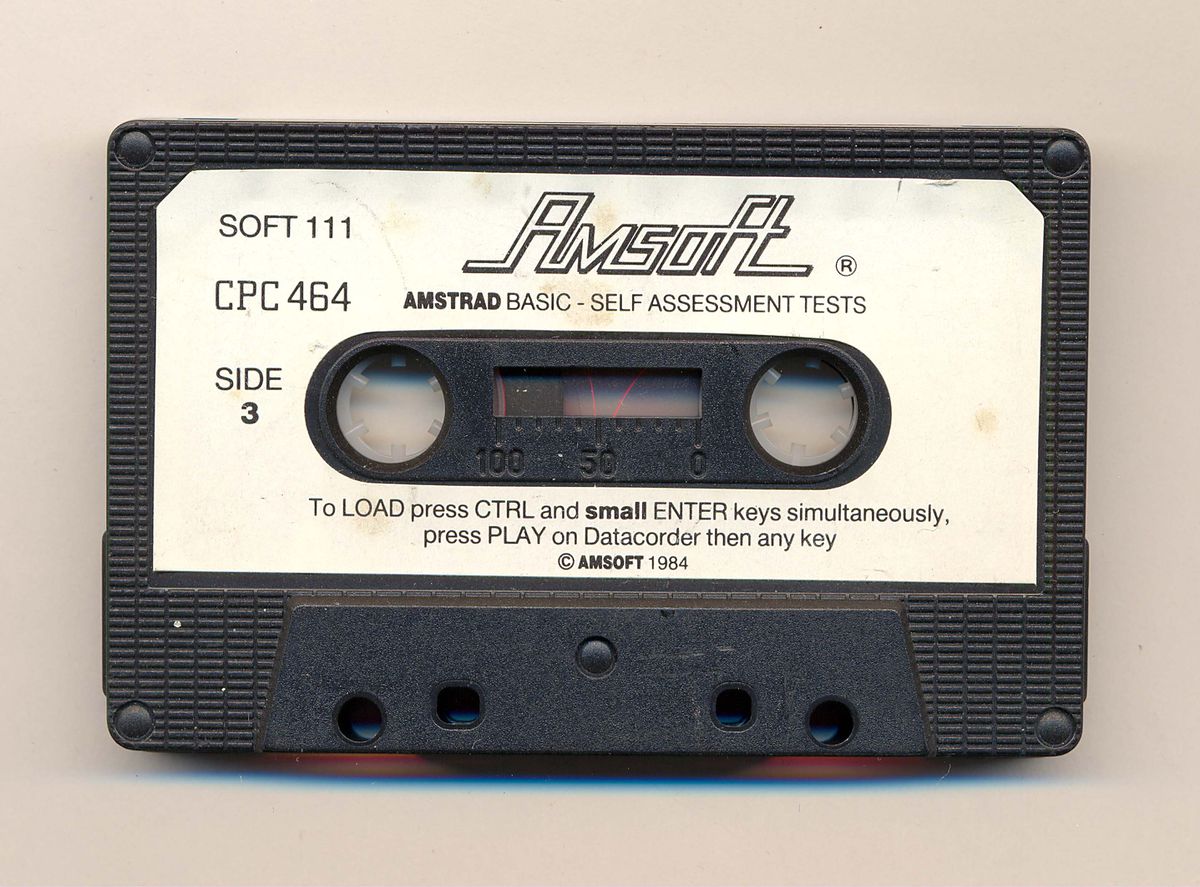 SOFT 111
Amsoft ®
CPC 464
AMSTRAD BASIC - SELF ASSESSMENT TESTS
SIDE
3
100 50 0
To LOAD press CTRL and small ENTER keys simultaneously,
press PLAY on Datacorder then any key
© AMSOFT 1984